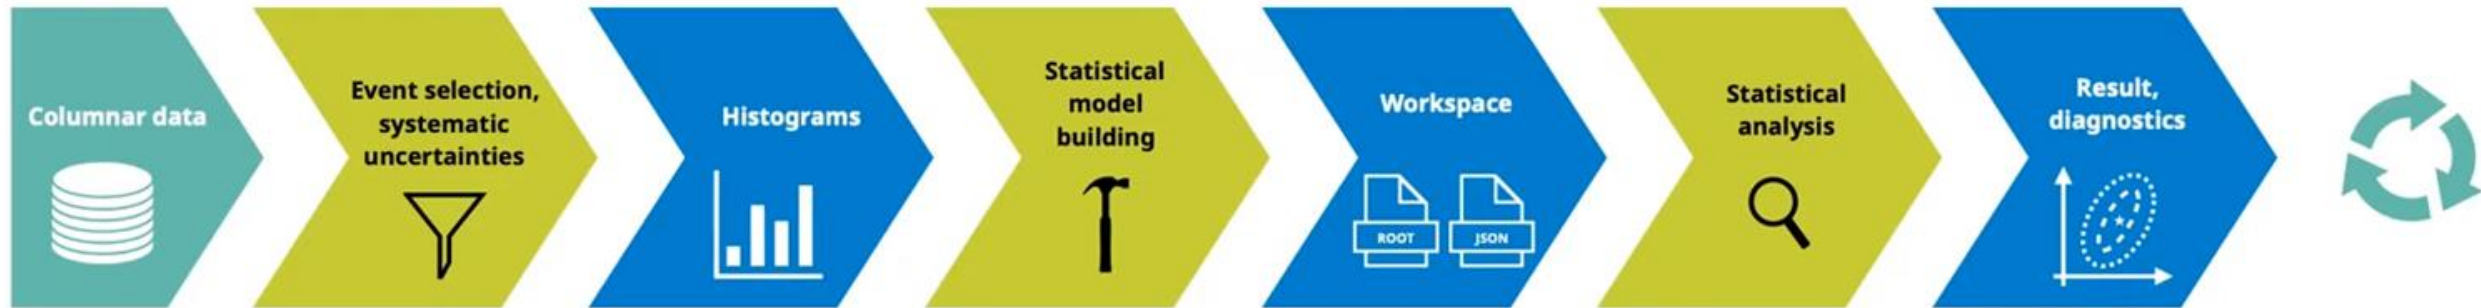 Columnar data
Event selection,
systematic
uncertainties
Histograms
Statistical
model
building
Workspace
ROOT
JSON
Statistical
analysis
Result,
diagnostics